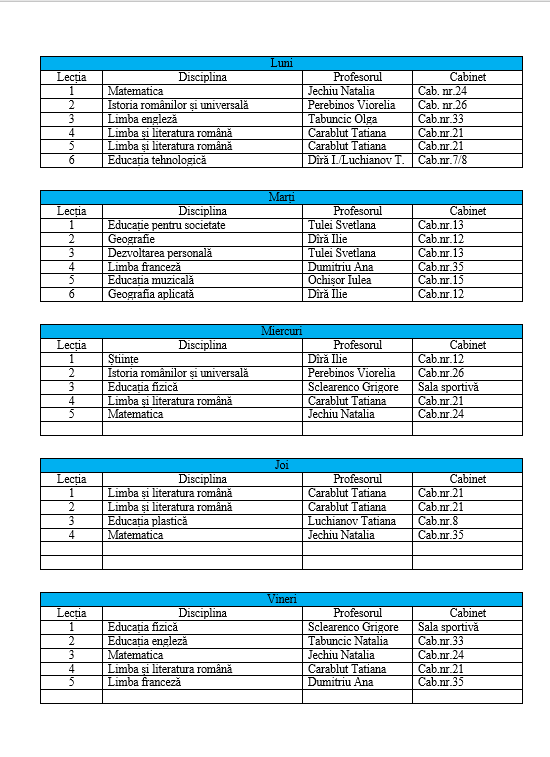 Luni
Lecția Disciplina Profesorul Cabinet
1 Matematica Jechiu Natalia Cab. nr.24
2 Istoria românilor și universală Perebinos Viorelia Cab. nr.26
3 Limba engleză Tabuncic Olga Cab.nr.33
4 Limba și literatura română Carablut Tatiana Cab.nr.21
5 Limba și literatura română Carablut Tatiana Cab.nr.21
6 Educația tehnologică Dîră I./Luchianov T. Cab.nr.7/8
Marți
Lecția Disciplina Profesorul Cabinet
1 Educație pentru societate Tulei Svetlana Cab.nr.13
2 Geografie Dîră Ilie Cab.nr.12
3 Dezvoltarea personală Tulei Svetlana Cab.nr.13
4 Limba franceză Dumitriu Ana Cab.nr.35
5 Educația muzicală Ochișor Iulea Cab.nr.15
6 Geografia aplicată Dîră Ilie Cab.nr.12
Miercuri
Lecția Disciplina Profesorul Cabinet
1 Științe Dîră Ilie Cab.nr.12
2 Istoria românilor și universală Perebinos Viorelia Cab.nr.26
3 Educația fizică Sclearenco Grigore Sala sportivă
4 Limba și literatura română Carablut Tatiana Cab.nr.21
5 Matematica Jechiu Natalia Cab.nr.24
Joi
Lecția Disciplina Profesorul Cabinet
1 Limba și literatura română Carablut Tatiana Cab.nr.21
2 Limba și literatura română Carablut Tatiana Cab.nr.21
3 Educația plastică Luchianov Tatiana Cab.nr.8
4 Matematica Jechiu Natalia Cab.nr.35
Vineri
Lecția Disciplina Profesorul Cabinet
1 Educația fizică Sclearenco Grigore Sala sportivă
2 Educația engleză Tabuncic Natalia Cab.nr.33
3 Matematica Jechiu Natalia Cab.nr.24
4 Limba și literatura română Carablut Tatiana Cab.nr.21
5 Limba franceză Dumitriu Ana Cab.nr.35